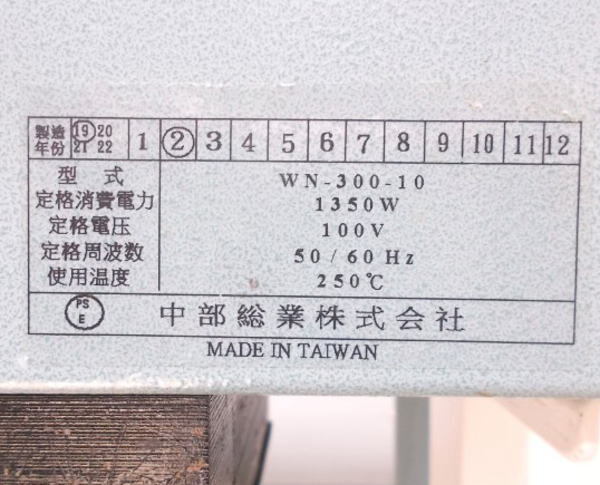 製造 19 20
年份 21 22 1 2 3 4 5 6 7 8 9 10 11 12
型式 WN-300-10
定格消費電力 1350W
定格電圧 100V
定格周波数 50/60Hz
使用温度 250℃
PS
E 中部総業株式会社
MADE IN TAIWAN